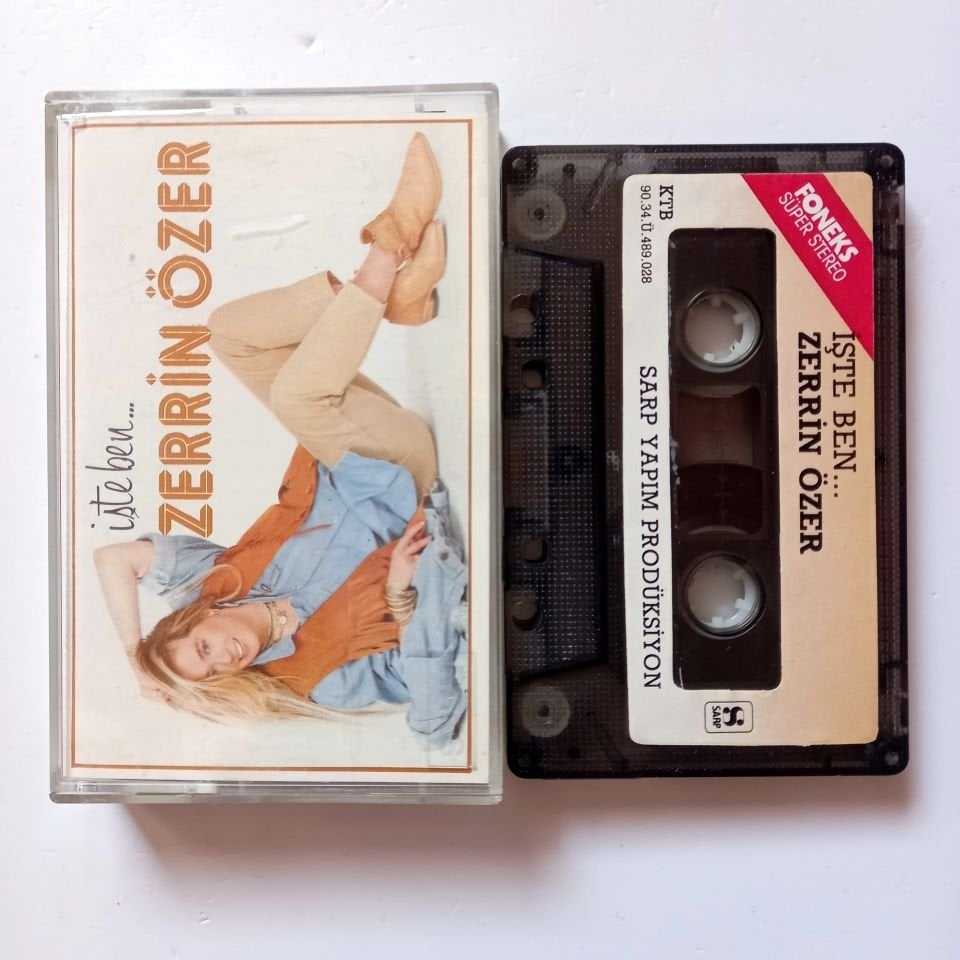 işte ben...
ZERRİN ÖZER
KTB
90.34.Ü.489.028
FONEKS
SÜPER STEREO
İŞTE BEN...
ZERRİN ÖZER
SARP YAPIM PRODÜKSİYON
SARP